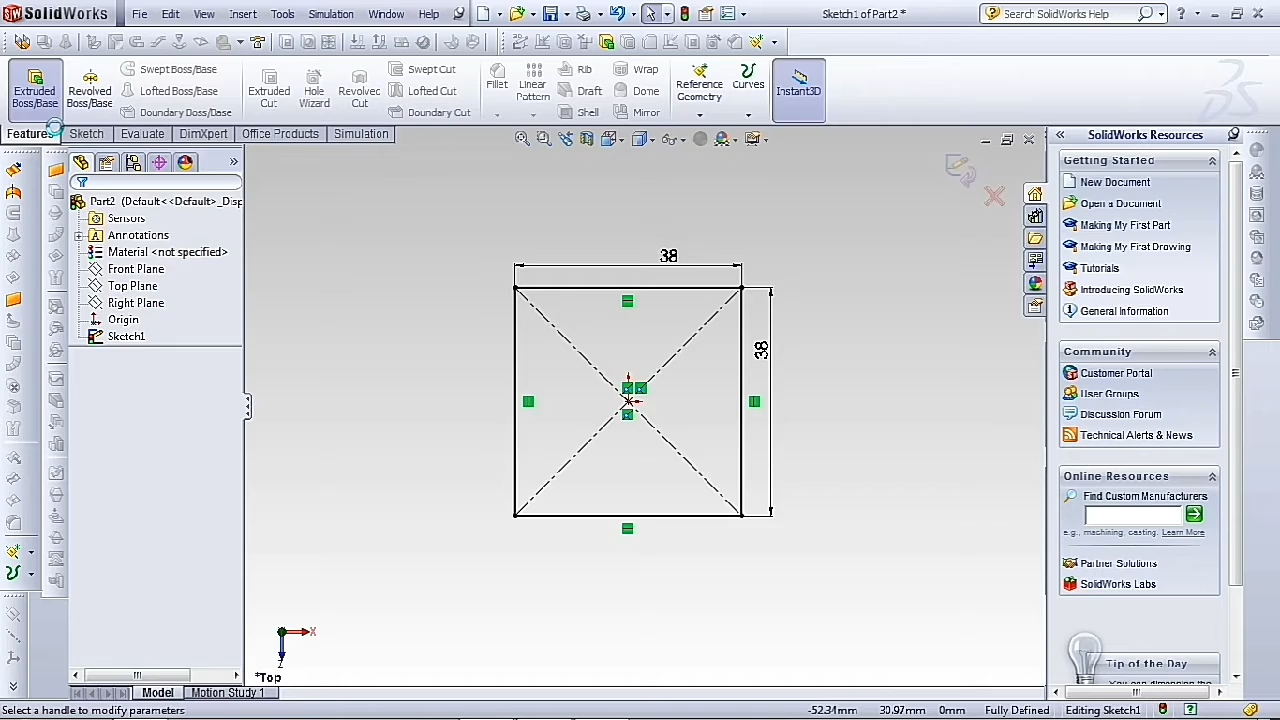 SolidWorks File Edit View Insert Tools Simulation Window Help Sketch1 of Part2 * Search SolidWorks Help
Extruded Boss/Base
Revolved Boss/Base
Swept Boss/Base
Lofted Boss/Base
Boundary Boss/Base
Extruded Cut
Hole Wizard
Revolved Cut
Swept Cut
Lofted Cut
Boundary Cut
Fillet
Linear Pattern
Rib
Draft
Shell
Wrap
Dome
Mirror
Reference Geometry
Curves
Instant3D
Features Sketch Evaluate DimXpert Office Products Simulation
Part2 (Default<<Default>_Disp
Sensors
Annotations
Material <not specified>
Front Plane
Top Plane
Right Plane
Origin
Sketch1
38
38
X
Z
*Top
SolidWorks Resources
Getting Started
New Document
Open a Document
Making My First Part
Making My First Drawing
Tutorials
Introducing SolidWorks
General Information
Community
Customer Portal
User Groups
Discussion Forum
Technical Alerts & News
Online Resources
Find Custom Manufacturers
e.g., machining, casting. Learn More
Partner Solutions
SolidWorks Labs
Tip of the Day
You can dimension the
Model Motion Study 1
Select a handle to modify parameters -52.34mm 30.97mm 0mm Fully Defined Editing Sketch1